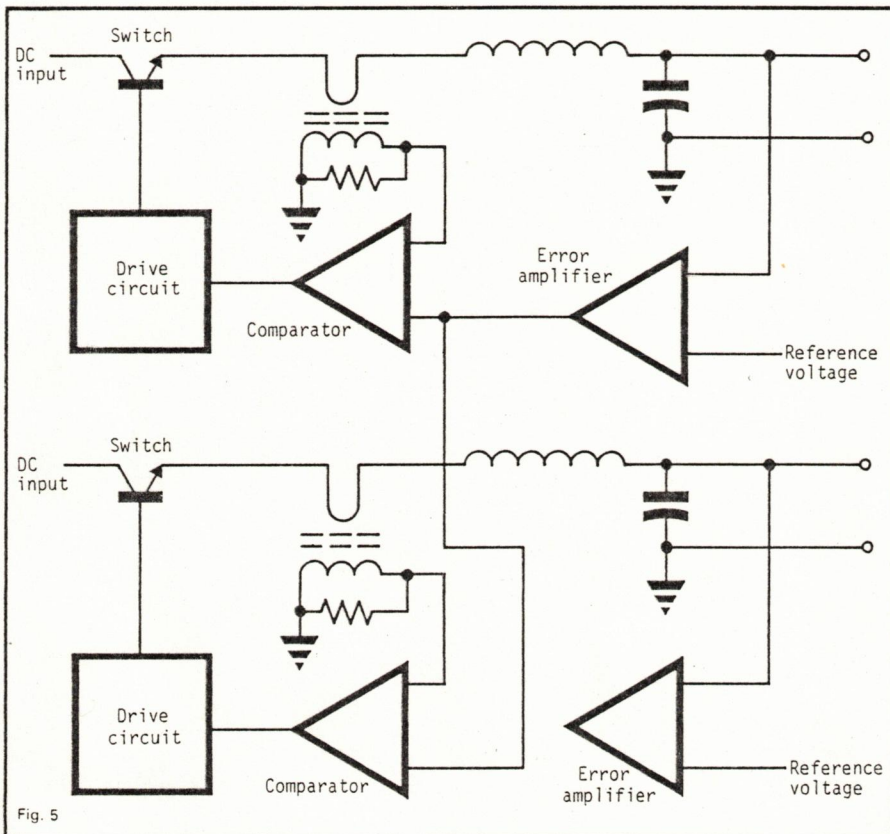 Switch
DC
input
Error
amplifier
Drive
circuit
Comparator
Reference
voltage
Switch
DC
input
Drive
circuit
Comparator
Error
amplifier
Reference
voltage
Fig. 5